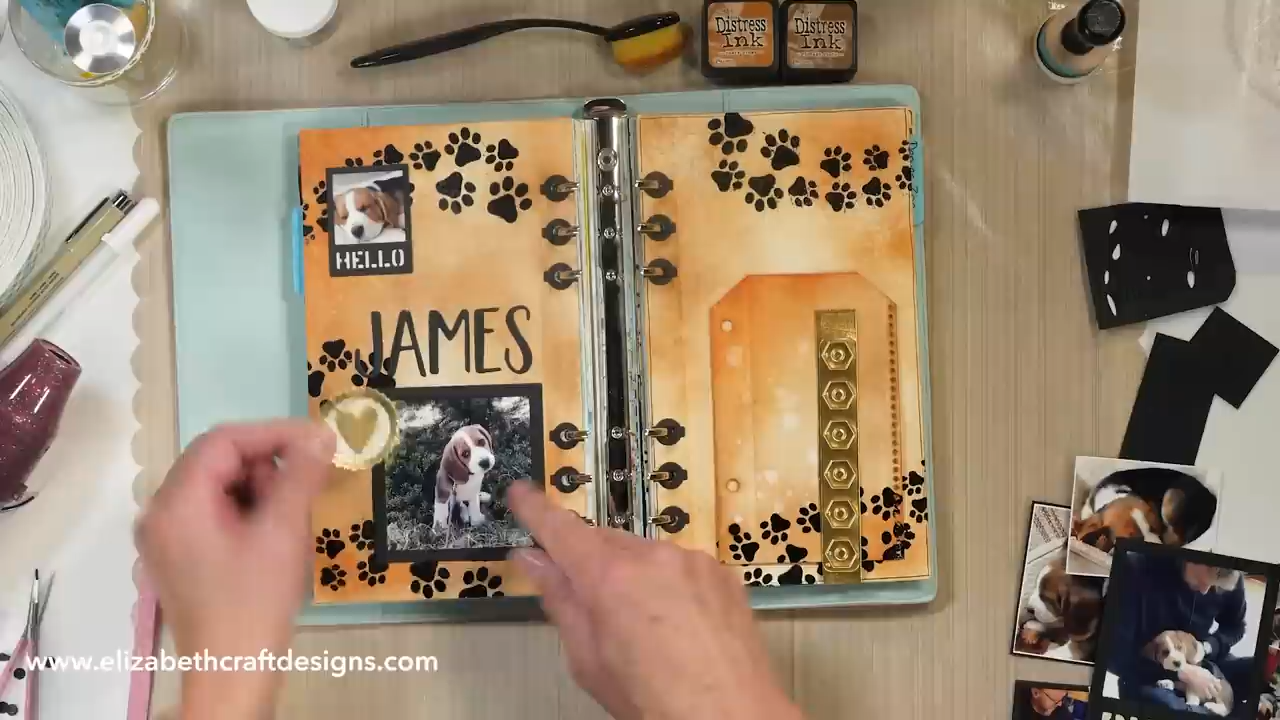 Distress
Ink
Distress
Ink
HELLO
JAMES
www.elizabethcraftdesigns.com